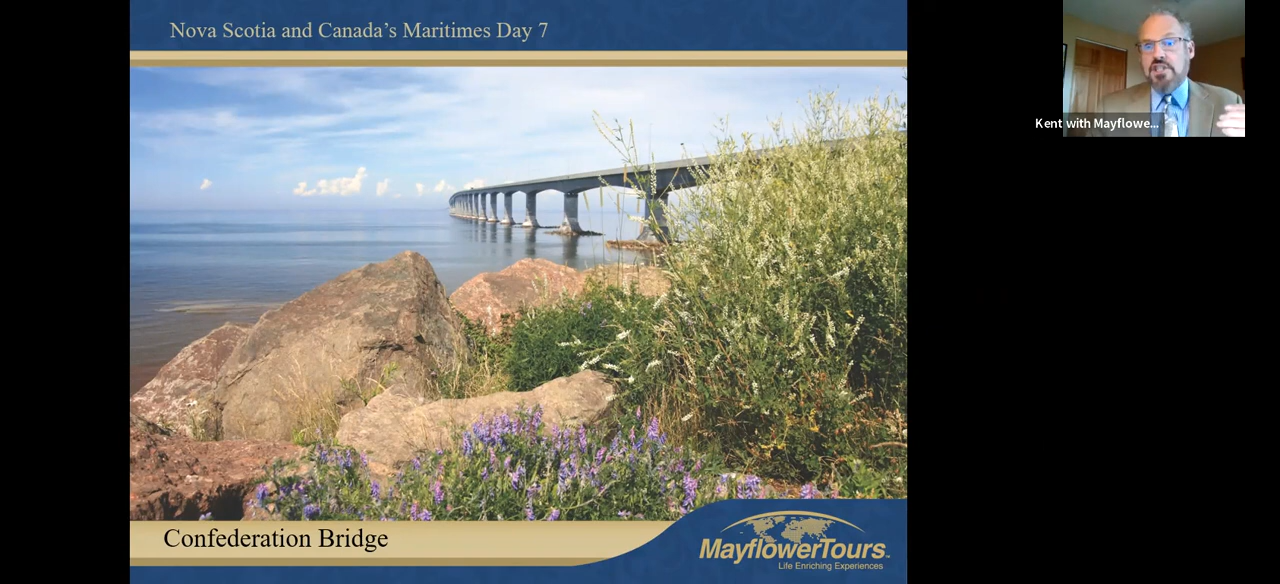 Nova Scotia and Canada's Maritimes Day 7
Kent with Mayflowe...
Confederation Bridge
MayflowerTours
Life Enriching Experiences